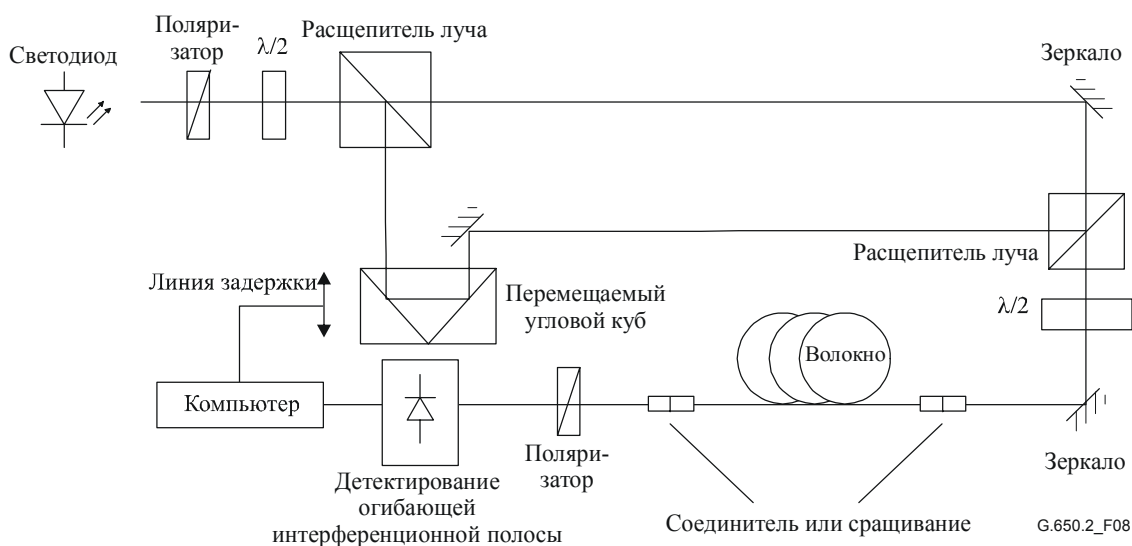 Светодиод
Поляри-
затор
λ/2
Расщепитель луча
Зеркало
Расщепитель луча
Линия задержки
Перемещаемый
угловой куб
λ/2
Волокно
Компьютер
Поляри-
затор
Детектирование
огибающей
интерференционной полосы
Соединитель или сращивание
Зеркало
G.650.2_F08